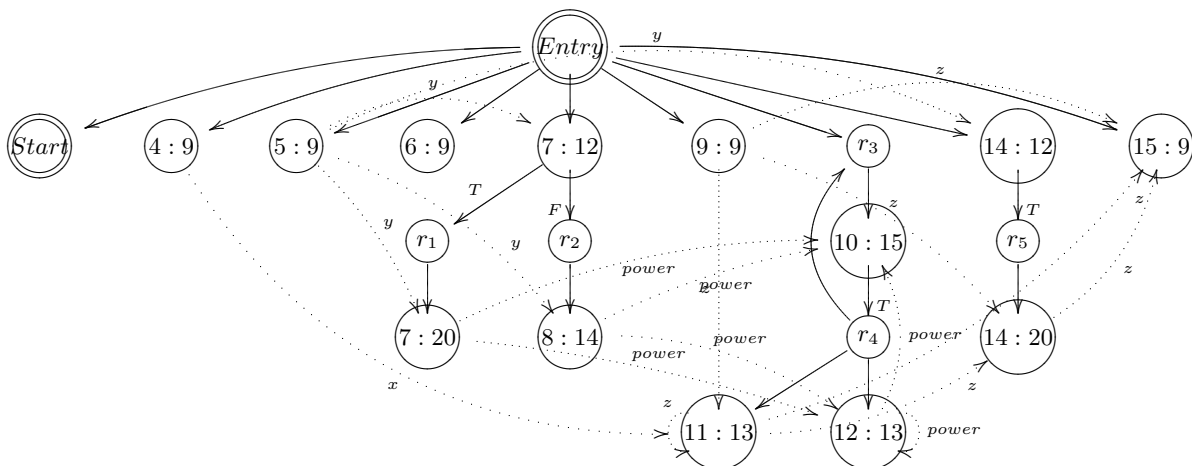 Entry
y
z
y
Start
4 : 9
5 : 9
6 : 9
7 : 12
9 : 9
r3
14 : 12
15 : 9
T
F
z
T
z
y
r1
y
r2
10 : 15
r5
power
z
power
z
T
7 : 20
8 : 14
power
r4
power
14 : 20
power
x
z
z
11 : 13
12 : 13
power